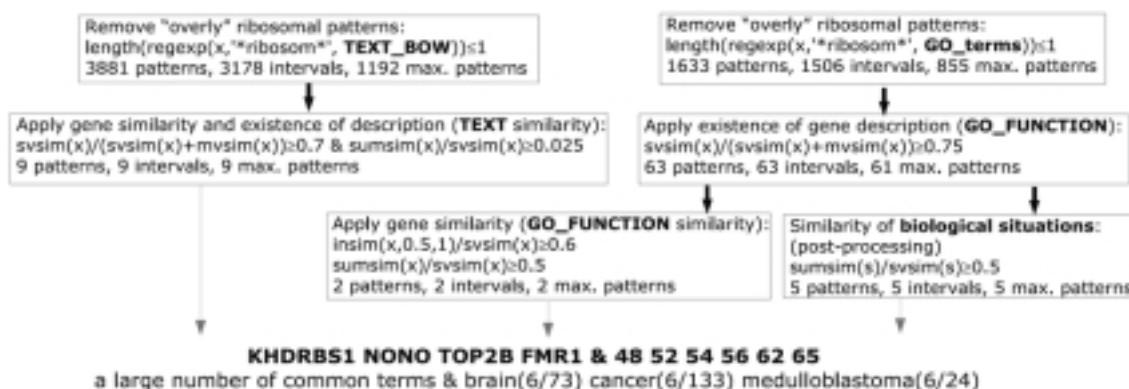 Remove "overly" ribosomal patterns:
length(regexp(x,'*ribosom*', TEXT_BOW))≤1
3881 patterns, 3178 intervals, 1192 max. patterns
Remove "overly" ribosomal patterns:
length(regexp(x,'*ribosom*', GO_terms))≤1
1633 patterns, 1506 intervals, 855 max. patterns
Apply gene similarity and existence of description (TEXT similarity):
svsim(x)/(svsim(x)+mvsim(x))≥0.7 & sumsim(x)/svsim(x)≥0.025
9 patterns, 9 intervals, 9 max. patterns
Apply existence of gene description (GO_FUNCTION):
svsim(x)/(svsim(x)+mvsim(x))≥0.75
63 patterns, 63 intervals, 61 max. patterns
Apply gene similarity (GO_FUNCTION similarity):
insim(x,0.5,1)/svsim(x)≥0.6
sumsim(x)/svsim(x)≥0.5
2 patterns, 2 intervals, 2 max. patterns
Similarity of biological situations:
(post-processing)
sumsim(s)/svsim(s)≥0.5
5 patterns, 5 intervals, 5 max. patterns
KHDRBS1 NONO TOP2B FMR1 & 48 52 54 56 62 65
a large number of common terms & brain(6/73) cancer(6/133) medulloblastoma(6/24)